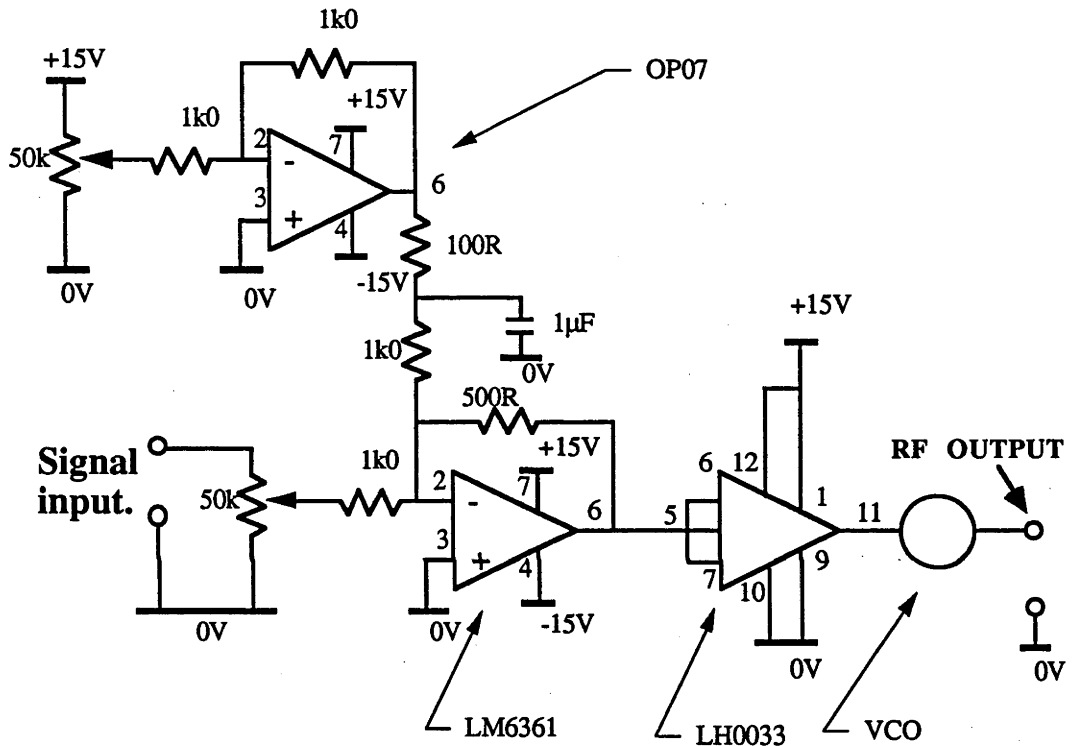 1k0
+15V
OP07
+15V
1k0
50k
2
7
-
6
3
+
4
100R
0V
0V
-15V
+15V
1µF
1k0
0V
500R
+15V
RF OUTPUT
Signal
input.
1k0
6
12
50k
2
7
-
6
5
1
11
3
+
4
7
10
9
0V
0V
-15V
0V
0V
LM6361
LH0033
VCO